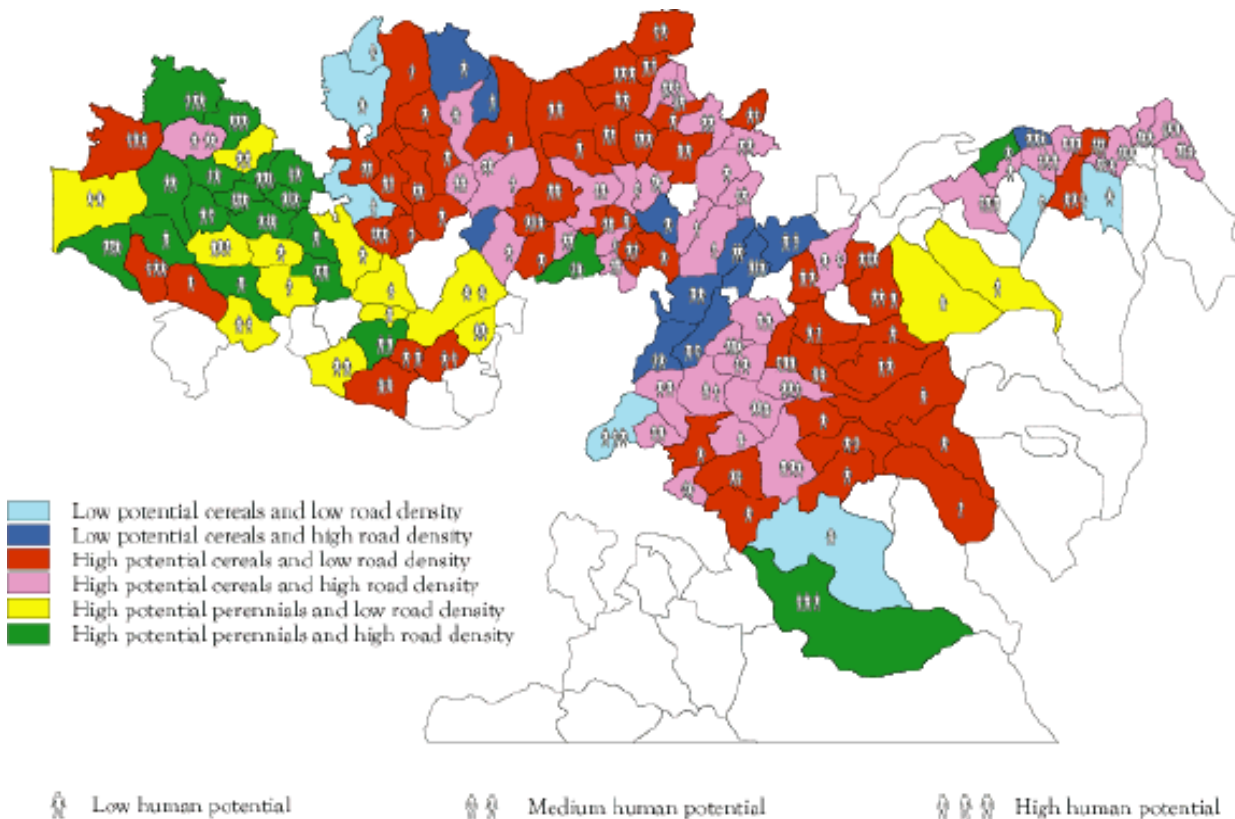 Low potential cereals and low road density
Low potential cereals and high road density
High potential cereals and low road density
High potential cereals and high road density
High potential perennials and low road density
High potential perennials and high road density
Low human potential
Medium human potential
High human potential